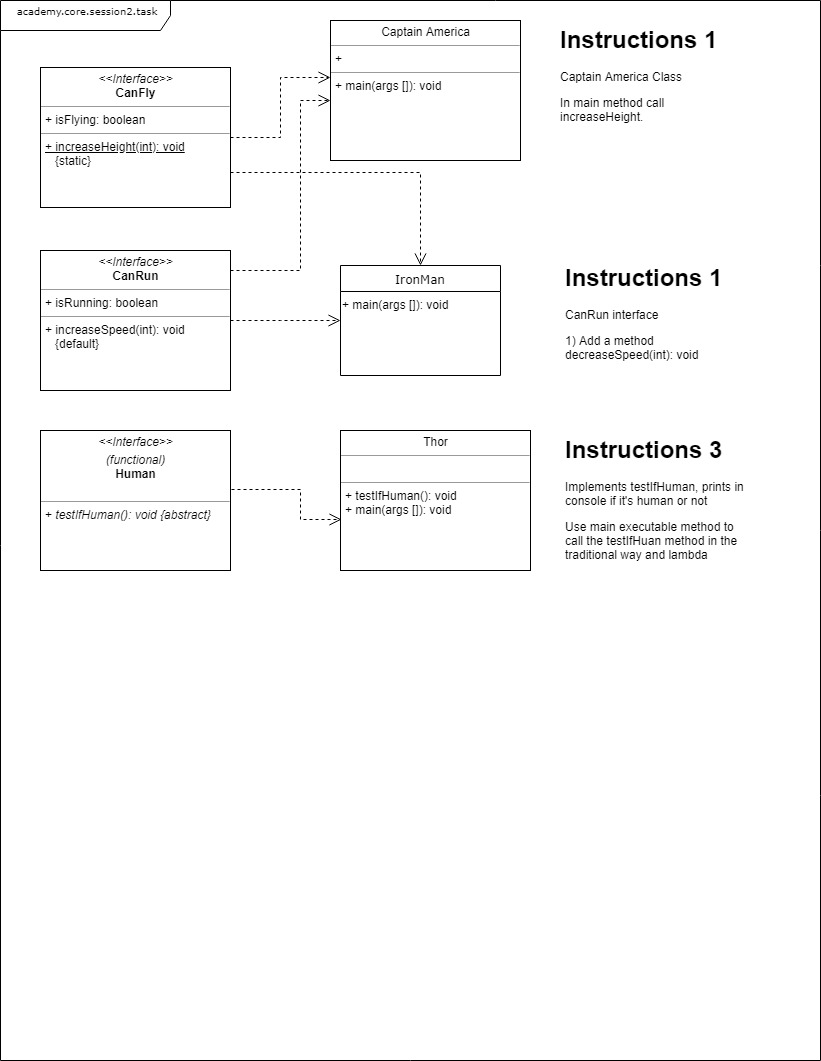 academy.core.session2.task
Captain America
+
+ main(args []): void
Instructions 1
Captain America Class
In main method call
increaseHeight.
<<Interface>>
CanFly
+ isFlying: boolean
+ increaseHeight(int): void
{static}
<<Interface>>
CanRun
+ isRunning: boolean
+ increaseSpeed(int): void
{default}
IronMan
+ main(args []): void
Instructions 1
CanRun interface
1) Add a method
decreaseSpeed(int): void
<<Interface>>
(functional)
Human
+ testIfHuman(): void {abstract}
Thor
+ testIfHuman(): void
+ main(args []): void
Instructions 3
Implements testIfHuman, prints in
console if it's human or not
Use main executable method to
call the testIfHuan method in the
traditional way and lambda